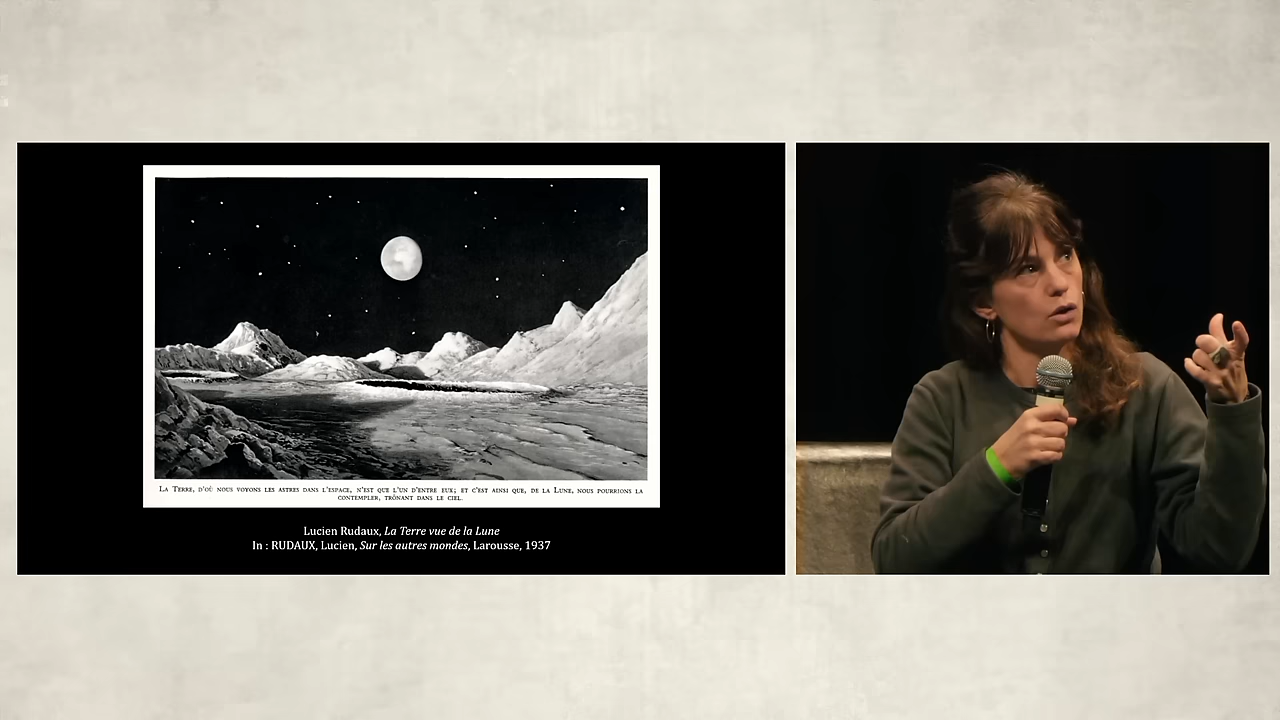 La Terre, d'où nous voyons les astres dans l'espace, n'est que l'un d'entre eux; et c'est ainsi que, de la Lune, nous pourrions la
contempler, trônant dans le ciel.
Lucien Rudaux, La Terre vue de la Lune
In : RUDAUX, Lucien, Sur les autres mondes, Larousse, 1937